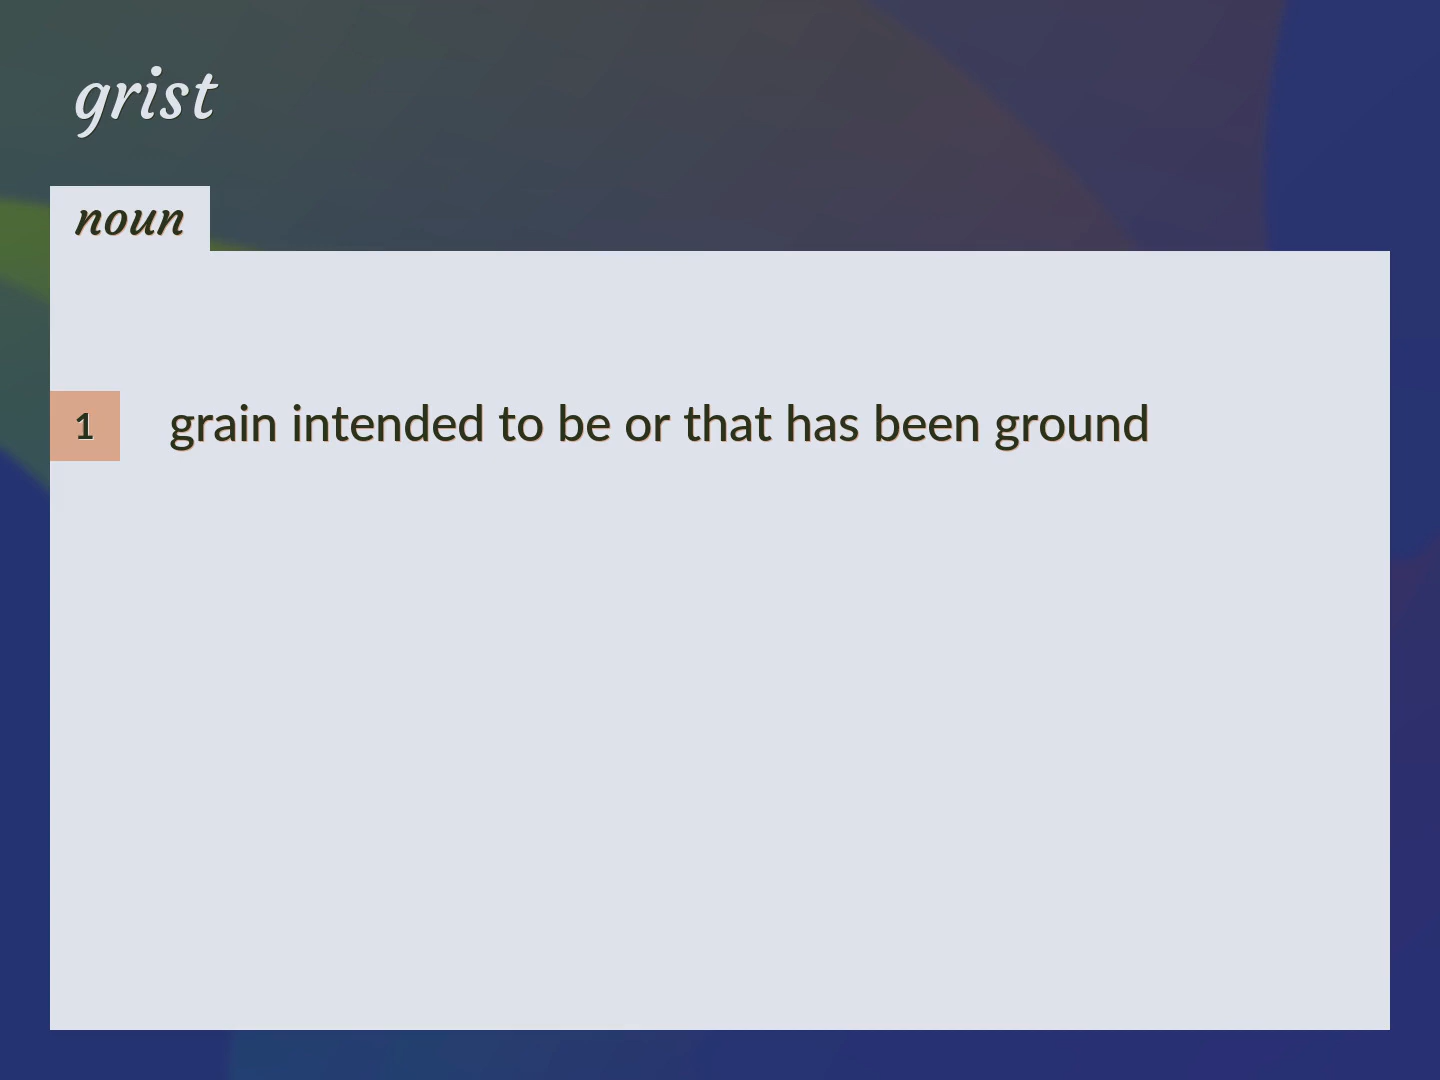 grist
noun
1 grain intended to be or that has been ground